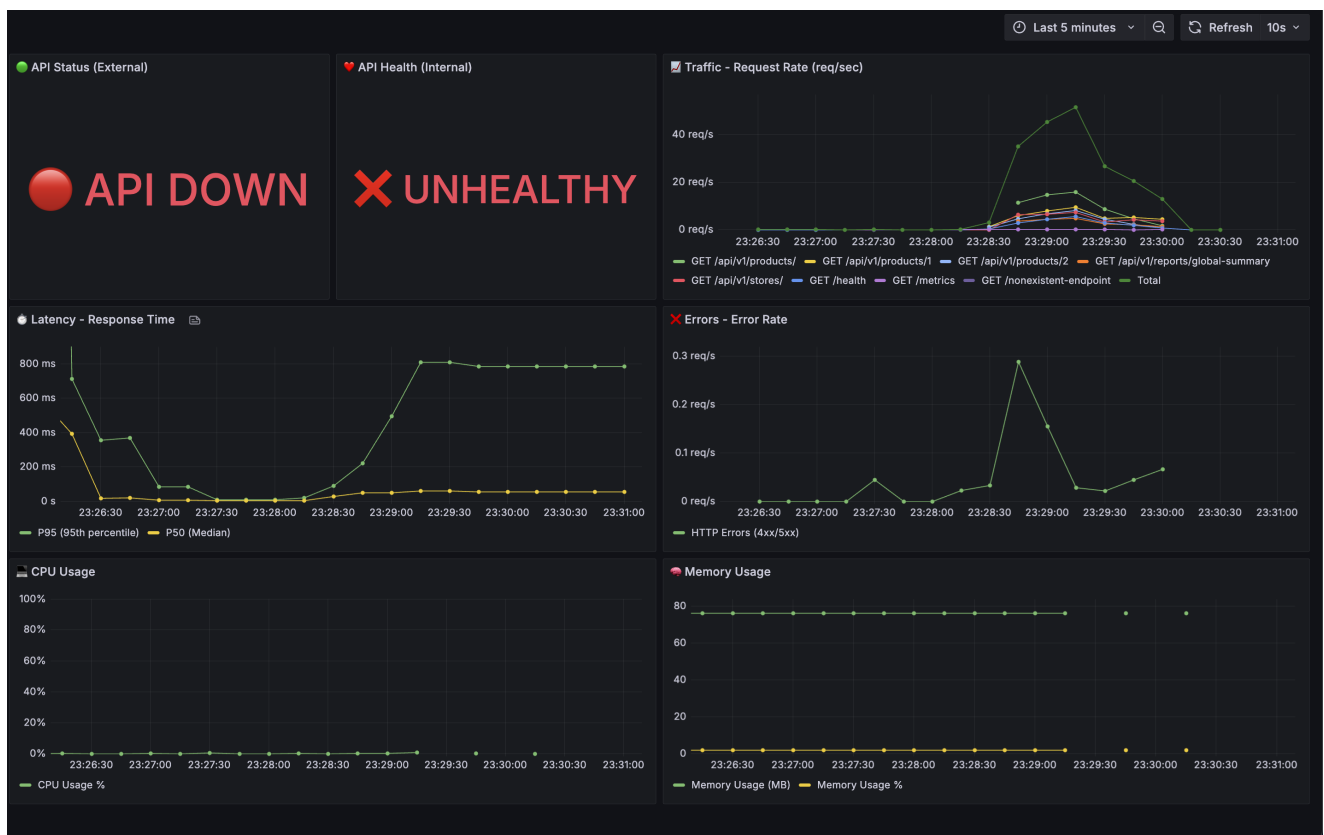 Last 5 minutes Refresh 10s
API Status (External)
API DOWN
API Health (Internal)
UNHEALTHY
Traffic - Request Rate (req/sec)
40 req/s
20 req/s
0 req/s
23:26:30 23:27:00 23:27:30 23:28:00 23:28:30 23:29:00 23:29:30 23:30:00 23:30:30 23:31:00
GET /api/v1/products/ GET /api/v1/products/1 GET /api/v1/products/2 GET /api/v1/reports/global-summary
GET /api/v1/stores/ GET /health GET /metrics GET /nonexistent-endpoint Total
Latency - Response Time
800 ms
600 ms
400 ms
200 ms
0 s
23:26:30 23:27:00 23:27:30 23:28:00 23:28:30 23:29:00 23:29:30 23:30:00 23:30:30 23:31:00
P95 (95th percentile) P50 (Median)
Errors - Error Rate
0.3 req/s
0.2 req/s
0.1 req/s
0 req/s
23:26:30 23:27:00 23:27:30 23:28:00 23:28:30 23:29:00 23:29:30 23:30:00 23:30:30 23:31:00
HTTP Errors (4xx/5xx)
CPU Usage
100%
80%
60%
40%
20%
0%
23:26:30 23:27:00 23:27:30 23:28:00 23:28:30 23:29:00 23:29:30 23:30:00 23:30:30 23:31:00
CPU Usage %
Memory Usage
80
60
40
20
0
23:26:30 23:27:00 23:27:30 23:28:00 23:28:30 23:29:00 23:29:30 23:30:00 23:30:30 23:31:00
Memory Usage (MB) Memory Usage %